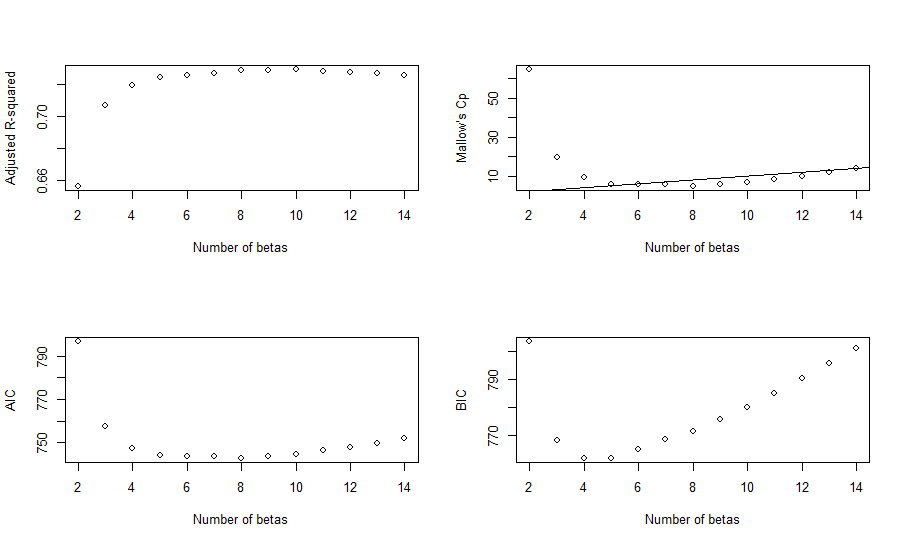 Adjusted R-squared
0.66 0.70
2 4 6 8 10 12 14
Number of betas
Mallow's Cp
10 30 50
2 4 6 8 10 12 14
Number of betas
AIC
750 770 790
2 4 6 8 10 12 14
Number of betas
BIC
770 790
2 4 6 8 10 12 14
Number of betas